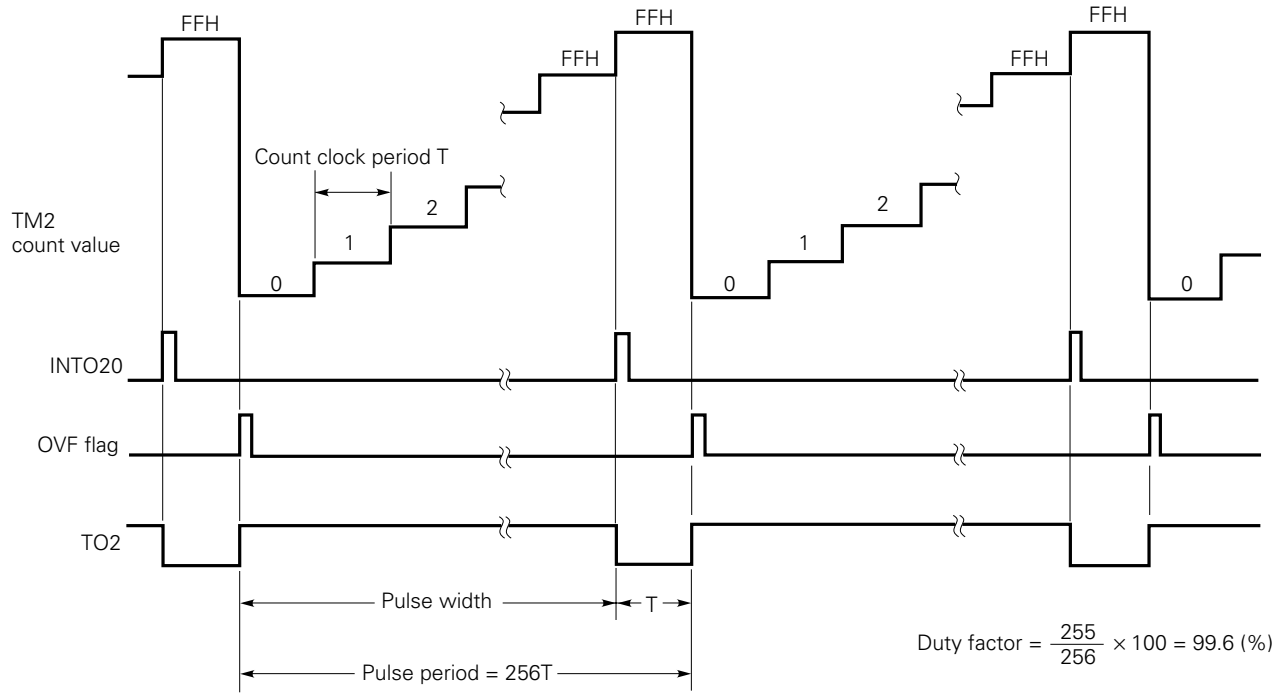 FFH
FFH
FFH
FFH
FFH
Count clock period T
TM2
count value
0
1
2
0
1
2
0
INTO20
OVF flag
TO2
Pulse width
T
Pulse period = 256T
Duty factor = 255/256 × 100 = 99.6 (%)